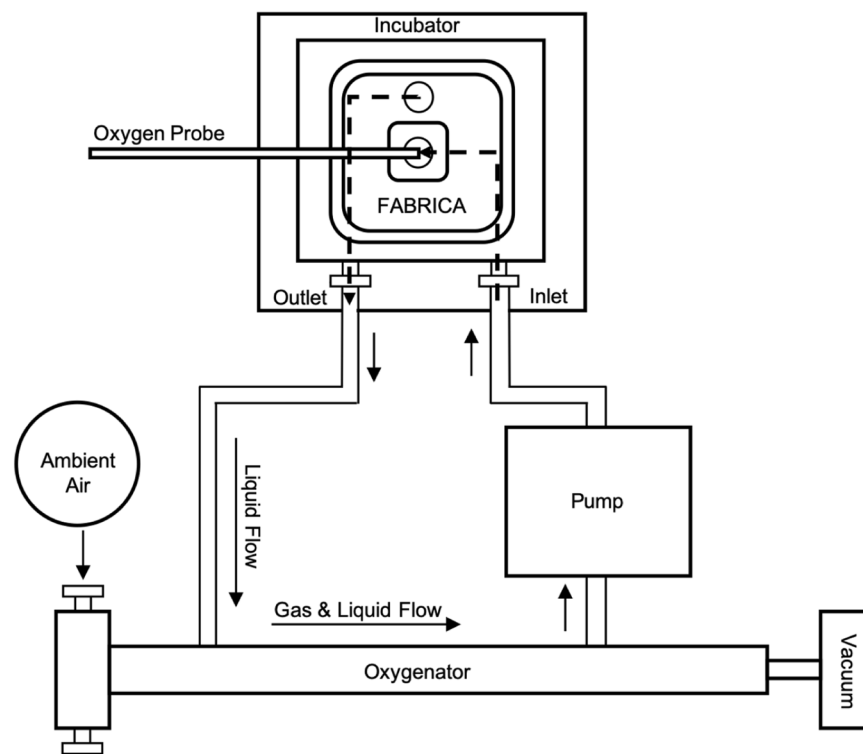 Incubator
Oxygen Probe
FABRICA
Outlet
Inlet
Ambient
Air
Liquid Flow
Pump
Gas & Liquid Flow
Oxygenator
Vacuum